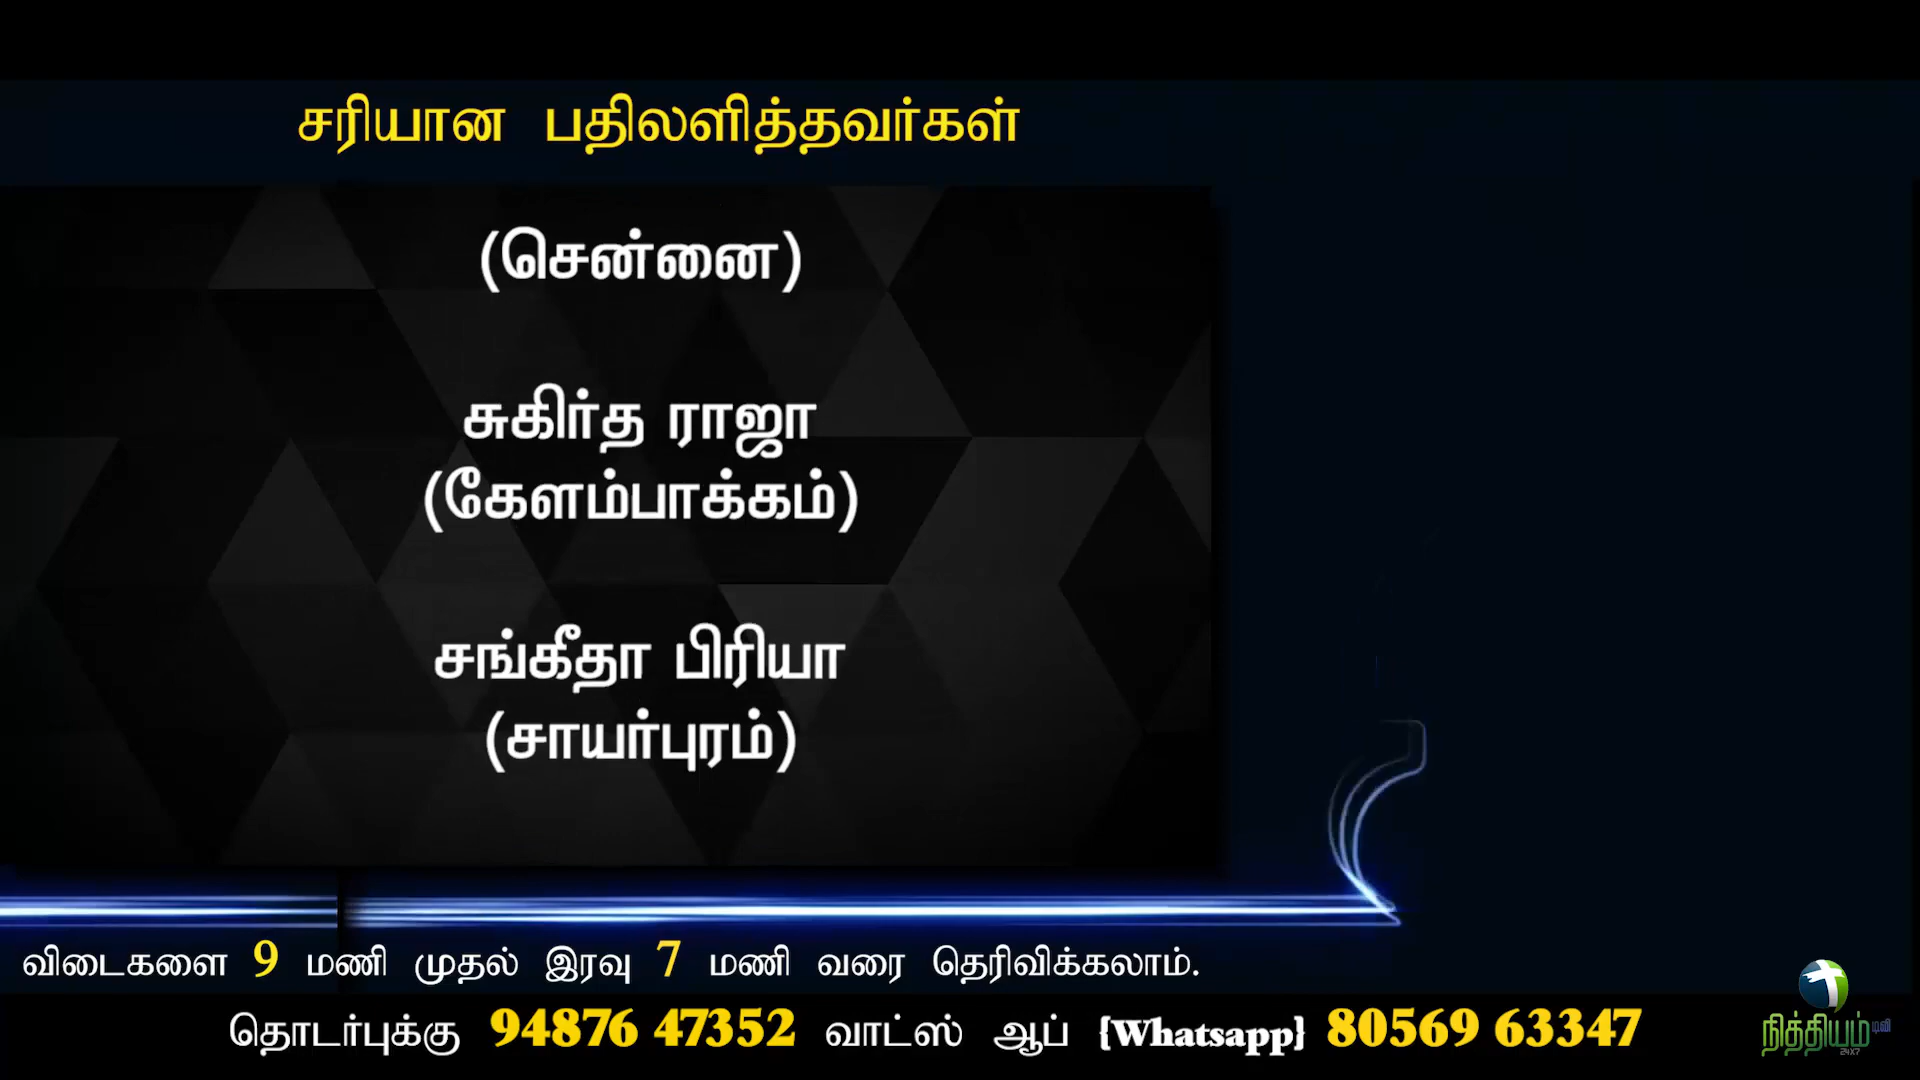 சரியான பதிலளித்தவர்கள்
(சென்னை)
சுகிர்த ராஜா
(கேளம்பாக்கம்)
சங்கீதா பிரியா
(சாயர்புரம்)
விடைகளை 9 மணி முதல் இரவு 7 மணி வரை தெரிவிக்கலாம்.
தொடர்புக்கு 94876 47352 வாட்ஸ் ஆப் {Whatsapp} 80569 63347
நித்தியம் டிவி
24X7